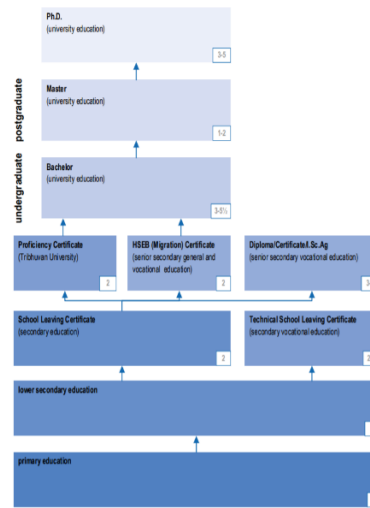 Ph.D.
(university education)
3-5
Master
(university education)
1-2
postgraduate
Bachelor
(university education)
3-5½
undergraduate
Proficiency Certificate
(Tribhuvan University)
2
HSEB (Migration) Certificate
(senior secondary general and
vocational education)
2
Diploma/Certificate/I.Sc.Ag
(senior secondary vocational education)
3
School Leaving Certificate
(secondary education)
2
Technical School Leaving Certificate
(secondary vocational education)
2
lower secondary education
primary education